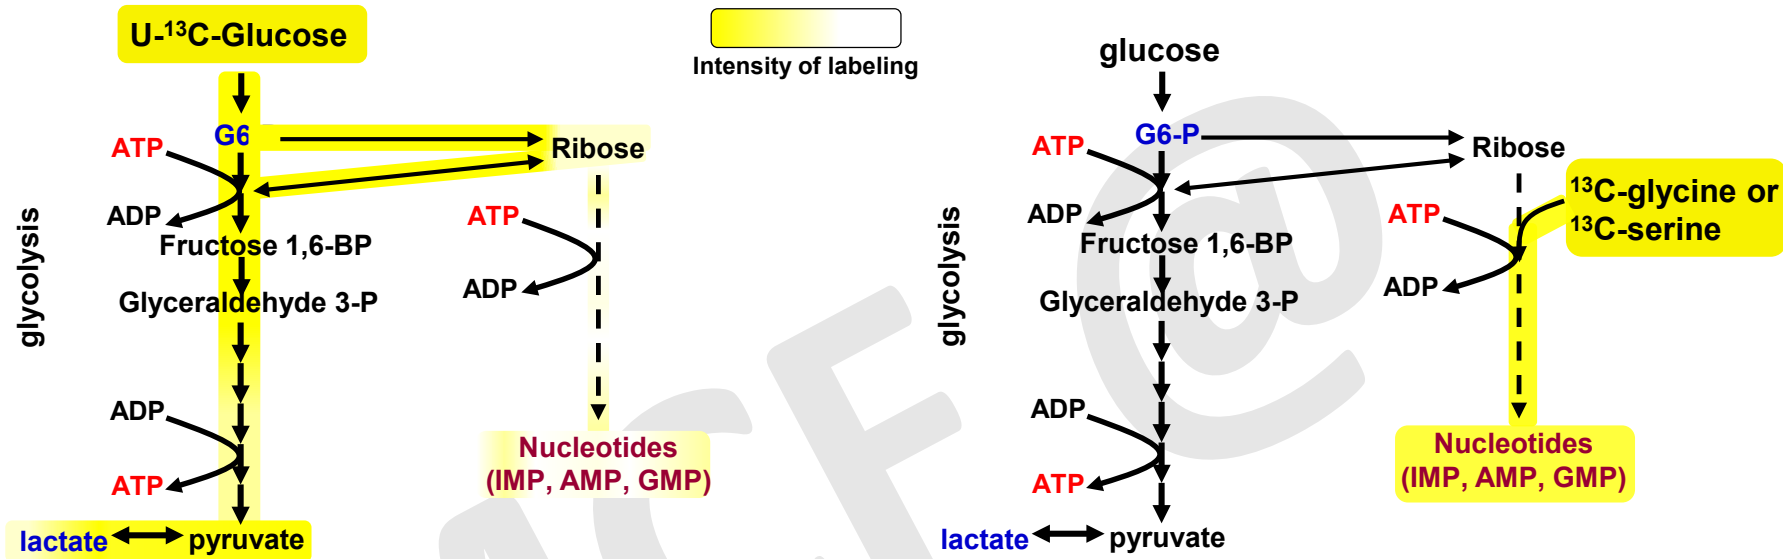 U-¹³C-Glucose
Intensity of labeling
G6
ATP
Ribose
ADP
ATP
Fructose 1,6-BP
ADP
Glyceraldehyde 3-P
glycolysis
ADP
Nucleotides
(IMP, AMP, GMP)
ATP
lactate
pyruvate
glucose
G6-P
ATP
Ribose
¹³C-glycine or
¹³C-serine
ADP
ATP
Fructose 1,6-BP
ADP
Glyceraldehyde 3-P
glycolysis
ADP
Nucleotides
(IMP, AMP, GMP)
ATP
lactate
pyruvate